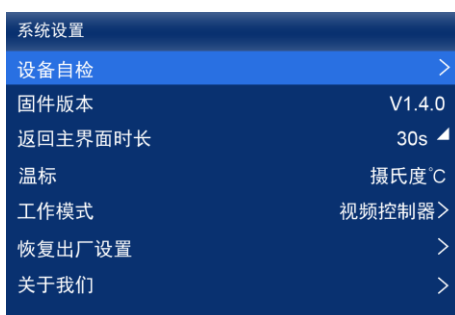 系统设置
设备自检 >
固件版本 V1.4.0
返回主界面时长 30s
温标 摄氏度°C
工作模式 视频控制器>
恢复出厂设置 >
关于我们 >